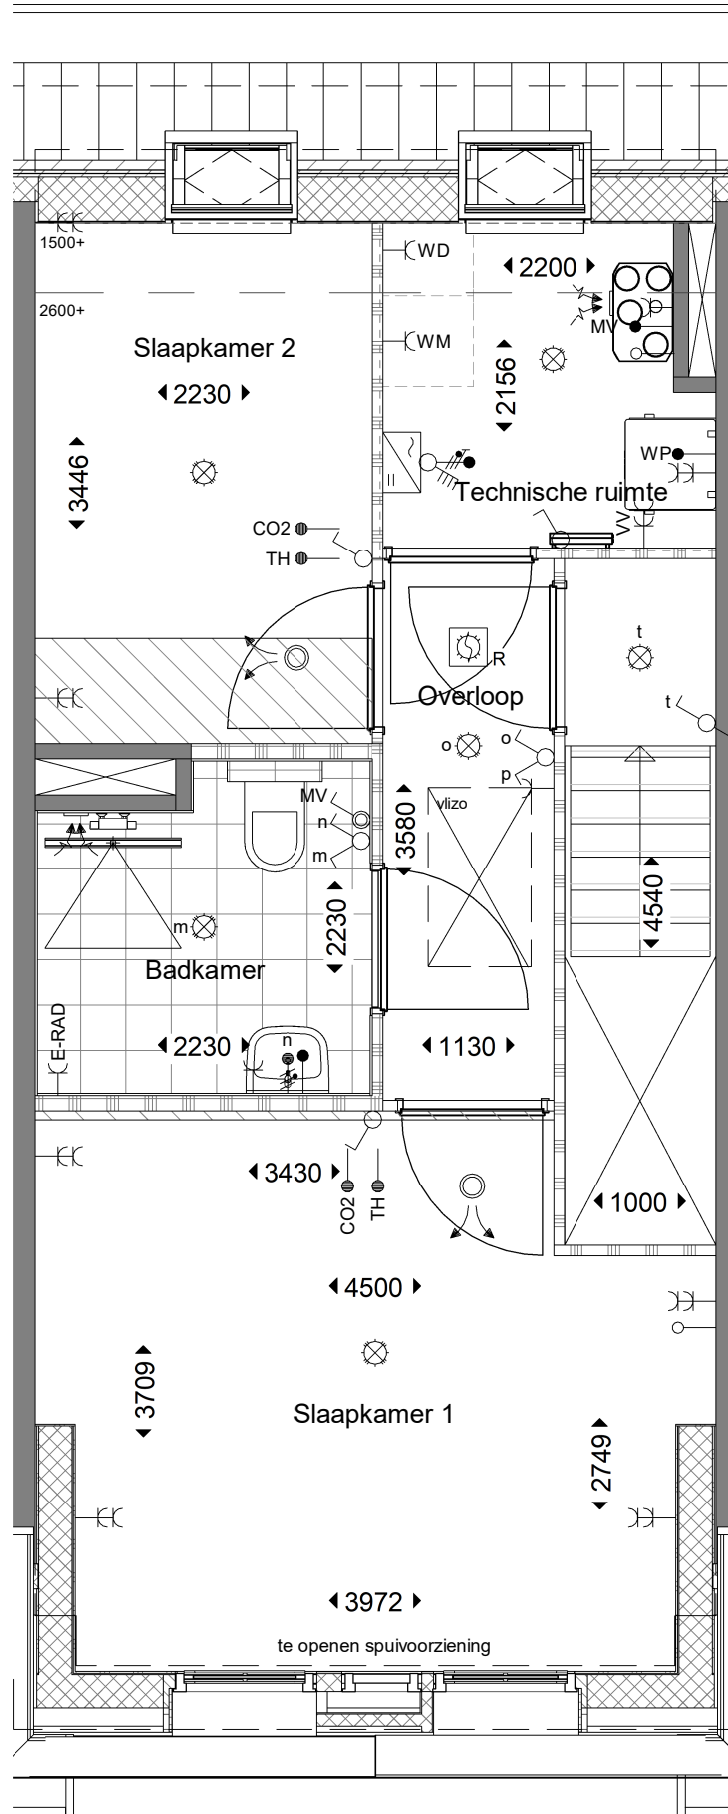 1500+
WD
2200
2600+
MV
WM
Slaapkamer 2
2230
2156
3446
WP
Technische ruimte
VV
CO2
TH
t
R
Overloop
t
o
o
p
vlizo
MV
n
m
3580
4540
2230
m
Badkamer
E-RAD
2230
n
1130
3430
CO2
TH
1000
4500
3709
Slaapkamer 1
2749
3972
te openen spuivoorziening